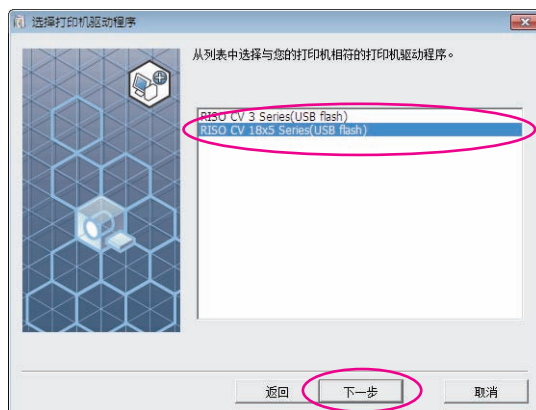 选择打印机驱动程序
从列表中选择与您的打印机相符的打印机驱动程序。
RISO CV 3 Series(USB flash)
RISO CV 18x5 Series(USB flash)
返回
下一步
取消